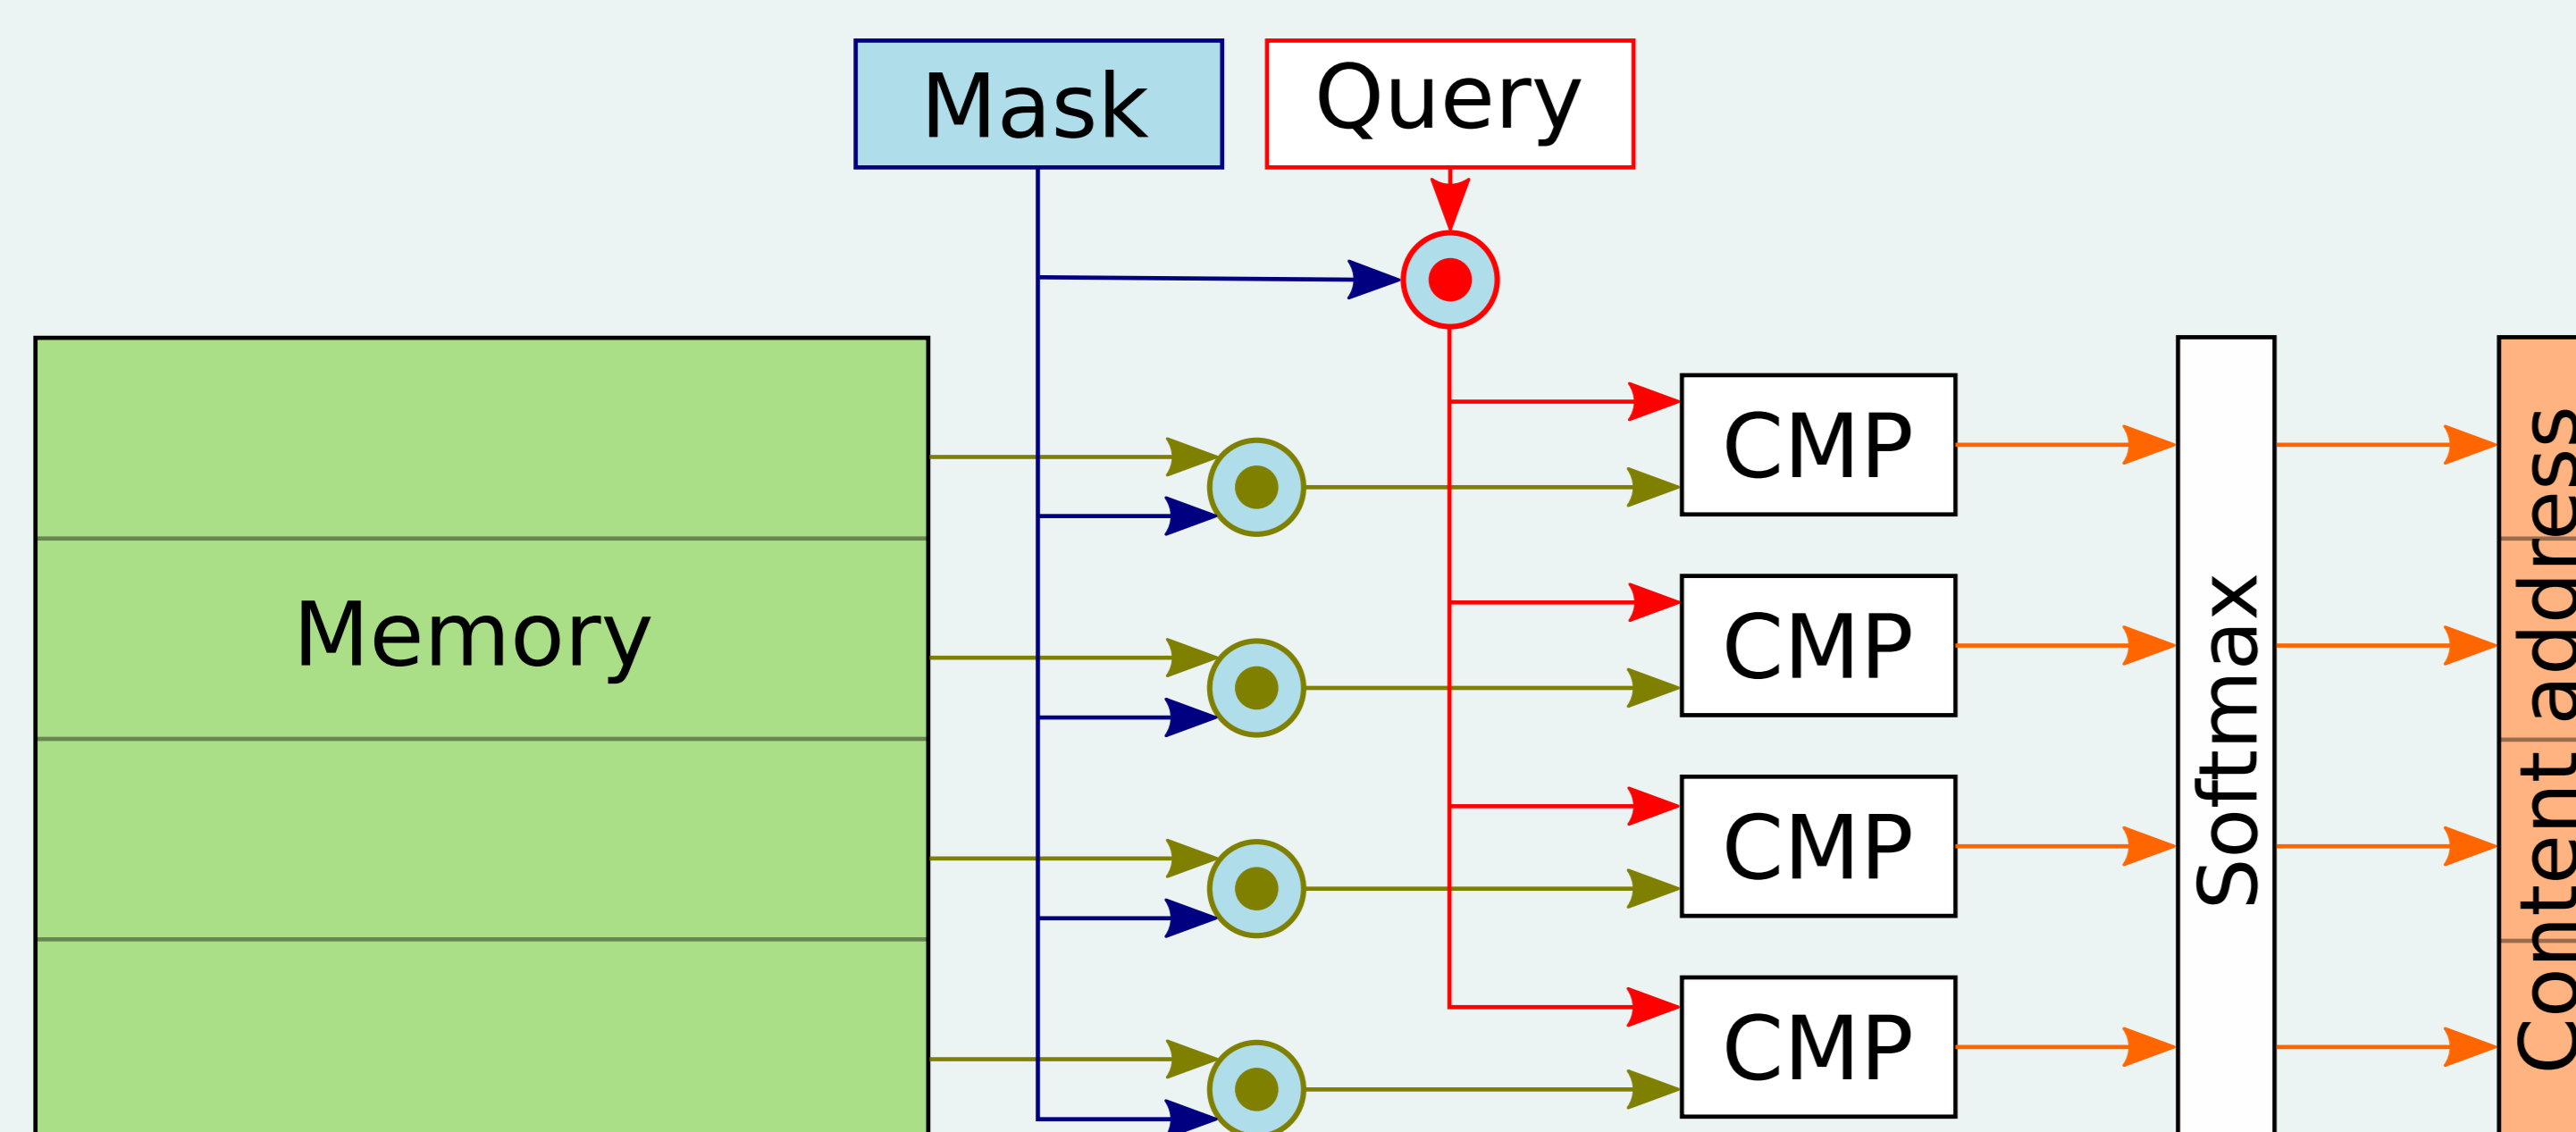 Mask
Query
Memory
CMP
CMP
CMP
CMP
Softmax
Content address